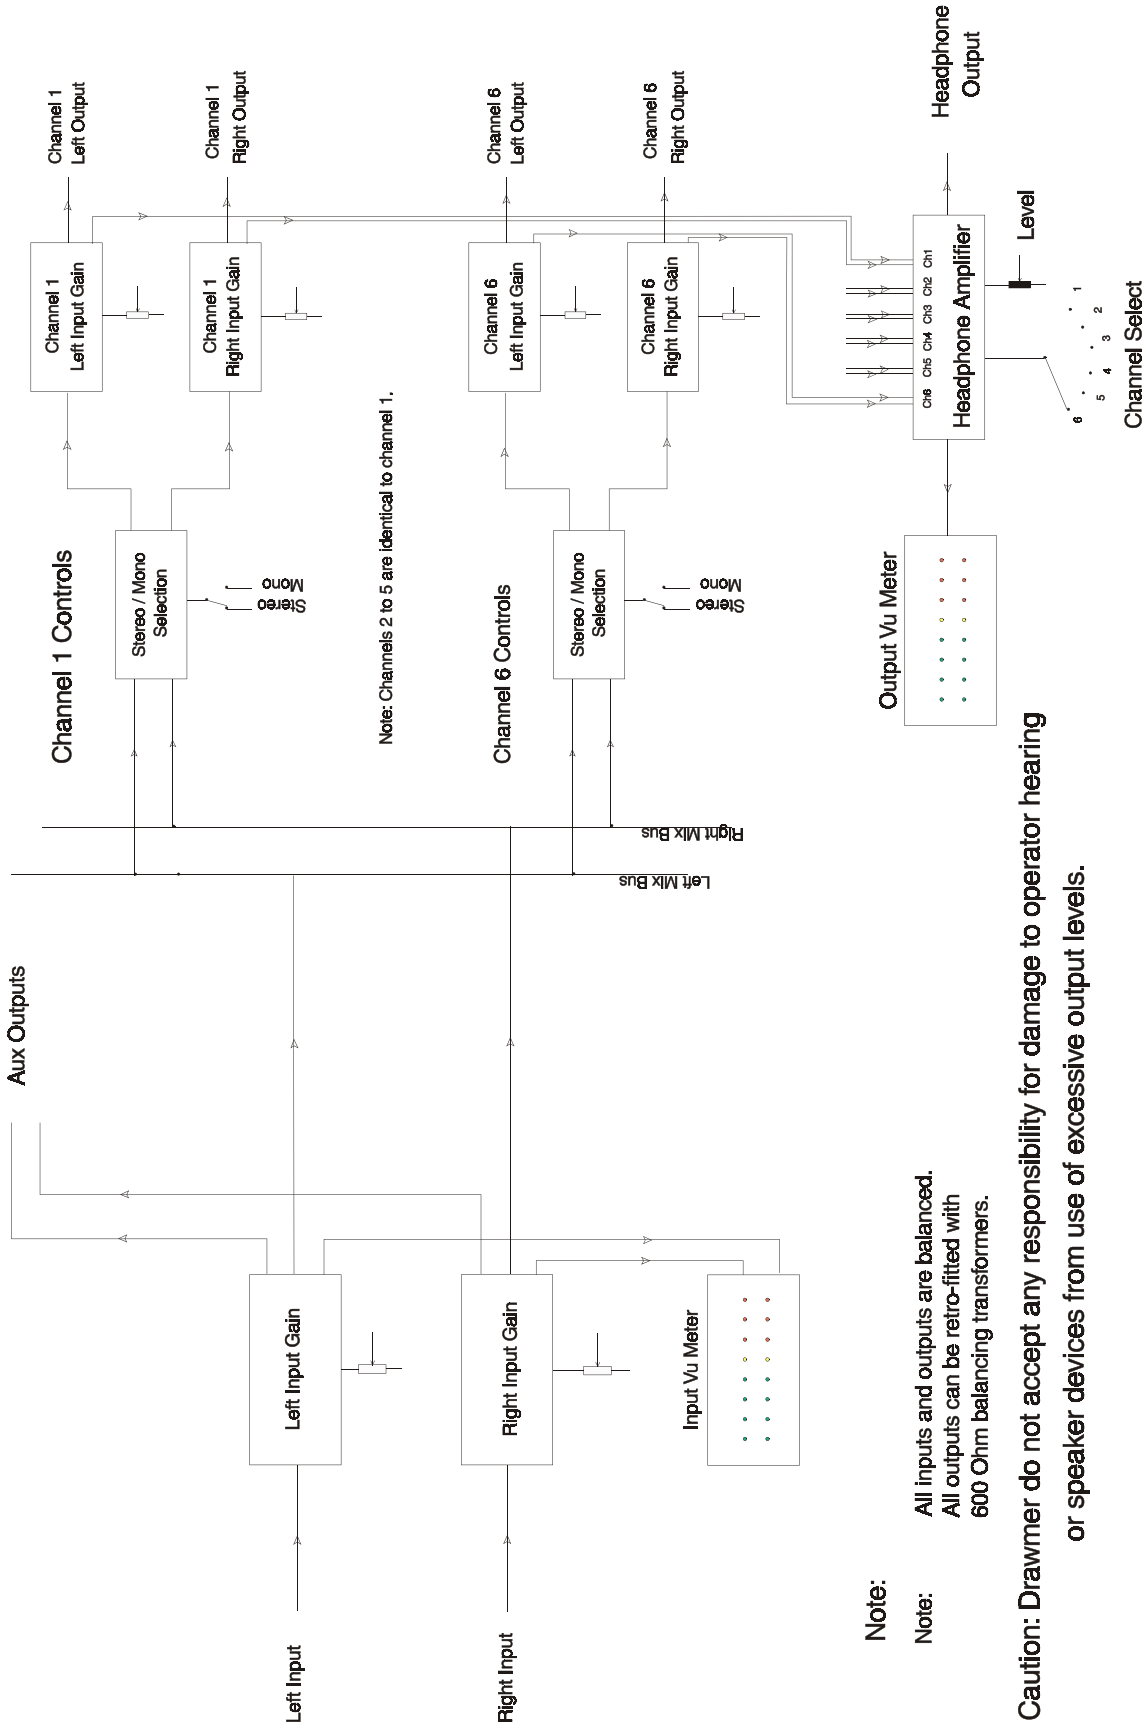 Aux Outputs
Left Input
Left Input Gain
Right Input
Right Input Gain
Input Vu Meter
Left Mix Bus
Right Mix Bus
Channel 1 Controls
Stereo / Mono
Selection
Stereo
Mono
Channel 1
Left Input Gain
Channel 1
Left Output
Channel 1
Right Input Gain
Channel 1
Right Output
Note: Channels 2 to 5 are identical to channel 1.
Channel 6 Controls
Stereo / Mono
Selection
Stereo
Mono
Channel 6
Left Input Gain
Channel 6
Left Output
Channel 6
Right Input Gain
Channel 6
Right Output
Output Vu Meter
Ch6
Ch5
Ch4
Ch3
Ch2
Ch1
Headphone Amplifier
Headphone
Output
Level
6
5
4
3
2
1
Channel Select
Note:
Note:
All inputs and outputs are balanced.
All outputs can be retro-fitted with
600 Ohm balancing transformers.
Caution: Drawmer do not accept any responsibility for damage to operator hearing
or speaker devices from use of excessive output levels.